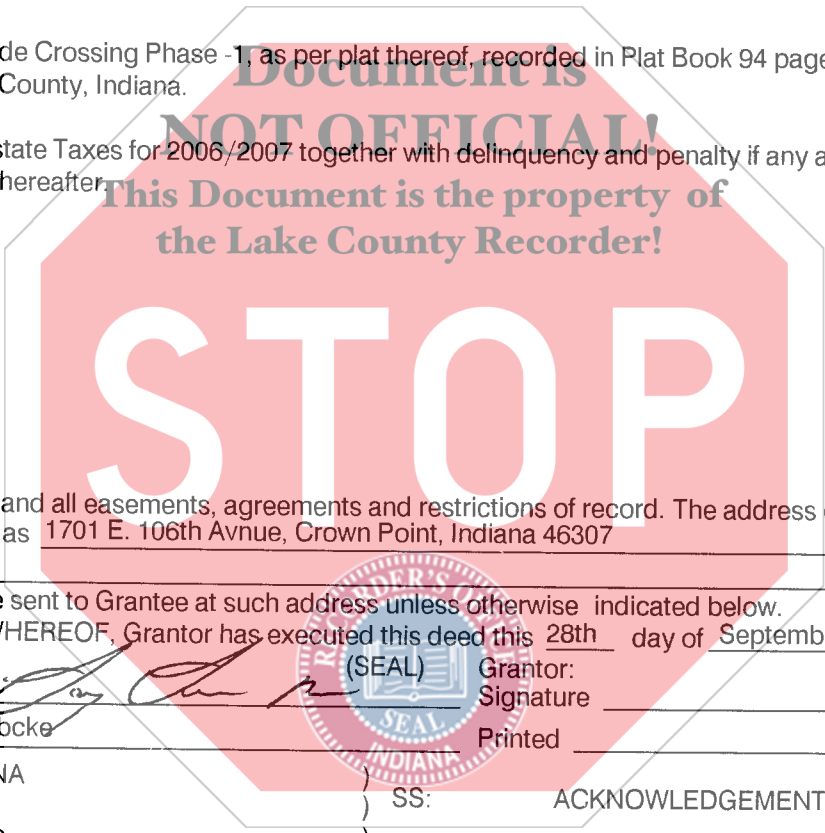 de Crossing Phase -1, as per plat thereof, recorded in Plat Book 94 page
County, Indiana.
Document is
NOT OFFICIAL!
state Taxes for 2006/2007 together with delinquency and penalty if any a
hereafter.
This Document is the property of
the Lake County Recorder!
STOP
and all easements, agreements and restrictions of record. The address
as 1701 E. 106th Avnue, Crown Point, Indiana 46307
e sent to Grantee at such address unless otherwise indicated below.
WHEREOF, Grantor has executed this deed this 28th day of Septemb
(SEAL) Grantor:
Signature
ocke
Printed
RECORDER'S OFFICE
SEAL
INDIANA
NA
) SS: ACKNOWLEDGEMENT